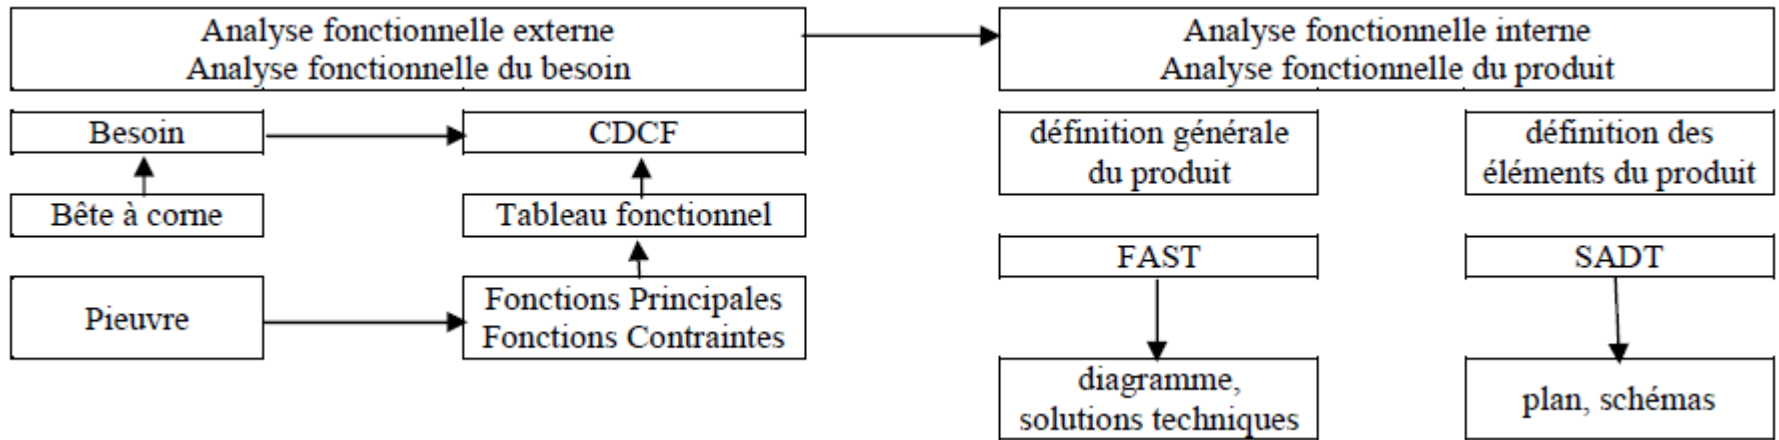 Analyse fonctionnelle externe
Analyse fonctionnelle du besoin
Analyse fonctionnelle interne
Analyse fonctionnelle du produit
Besoin
CDCF
définition générale
du produit
définition des
éléments du produit
Bête à corne
Tableau fonctionnel
FAST
SADT
Pieuvre
Fonctions Principales
Fonctions Contraintes
diagramme,
solutions techniques
plan, schémas